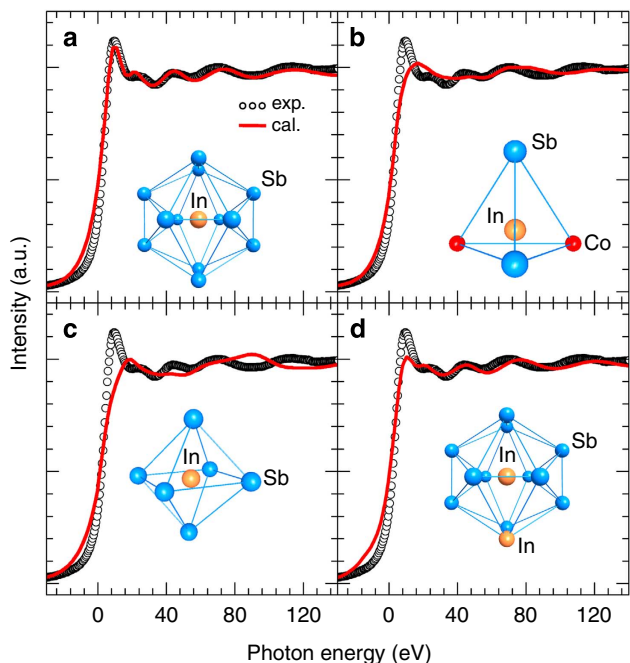 a
exp.
cal.
Sb
In
b
Sb
In
Co
c
In
Sb
d
Sb
In
In
Intensity (a.u.)
0 40 80 120
0 40 80 120
Photon energy (eV)